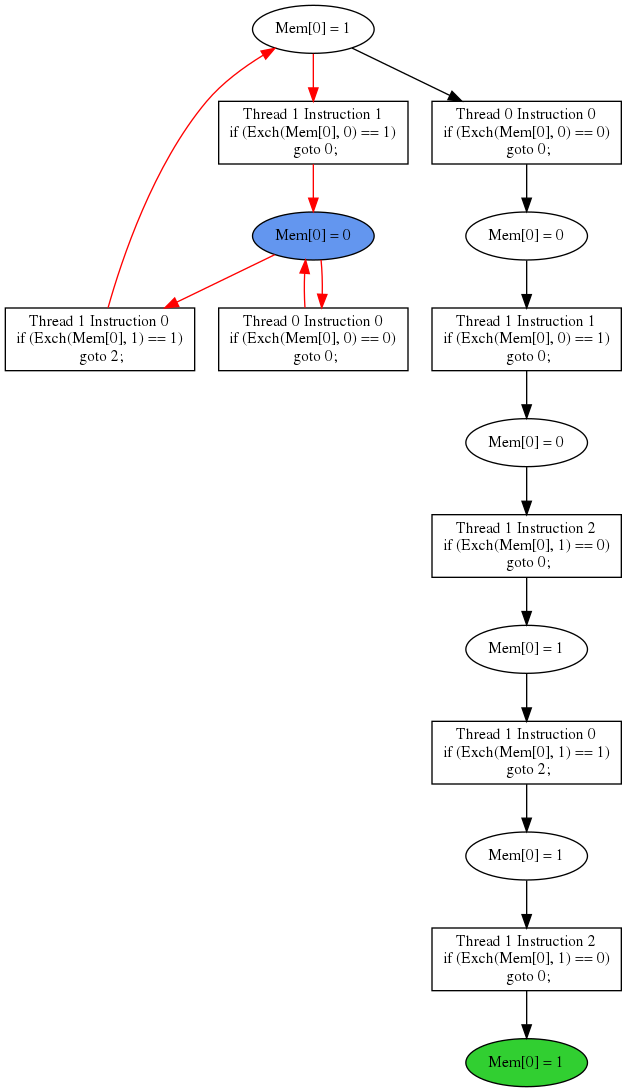 Mem[0] = 1
Thread 1 Instruction 1
if (Exch(Mem[0], 0) == 1)
goto 0;
Thread 0 Instruction 0
if (Exch(Mem[0], 0) == 0)
goto 0;
Mem[0] = 0
Mem[0] = 0
Thread 1 Instruction 0
if (Exch(Mem[0], 1) == 1)
goto 2;
Thread 0 Instruction 0
if (Exch(Mem[0], 0) == 0)
goto 0;
Thread 1 Instruction 1
if (Exch(Mem[0], 0) == 1)
goto 0;
Mem[0] = 0
Thread 1 Instruction 2
if (Exch(Mem[0], 1) == 0)
goto 0;
Mem[0] = 1
Thread 1 Instruction 0
if (Exch(Mem[0], 1) == 1)
goto 2;
Mem[0] = 1
Thread 1 Instruction 2
if (Exch(Mem[0], 1) == 0)
goto 0;
Mem[0] = 1